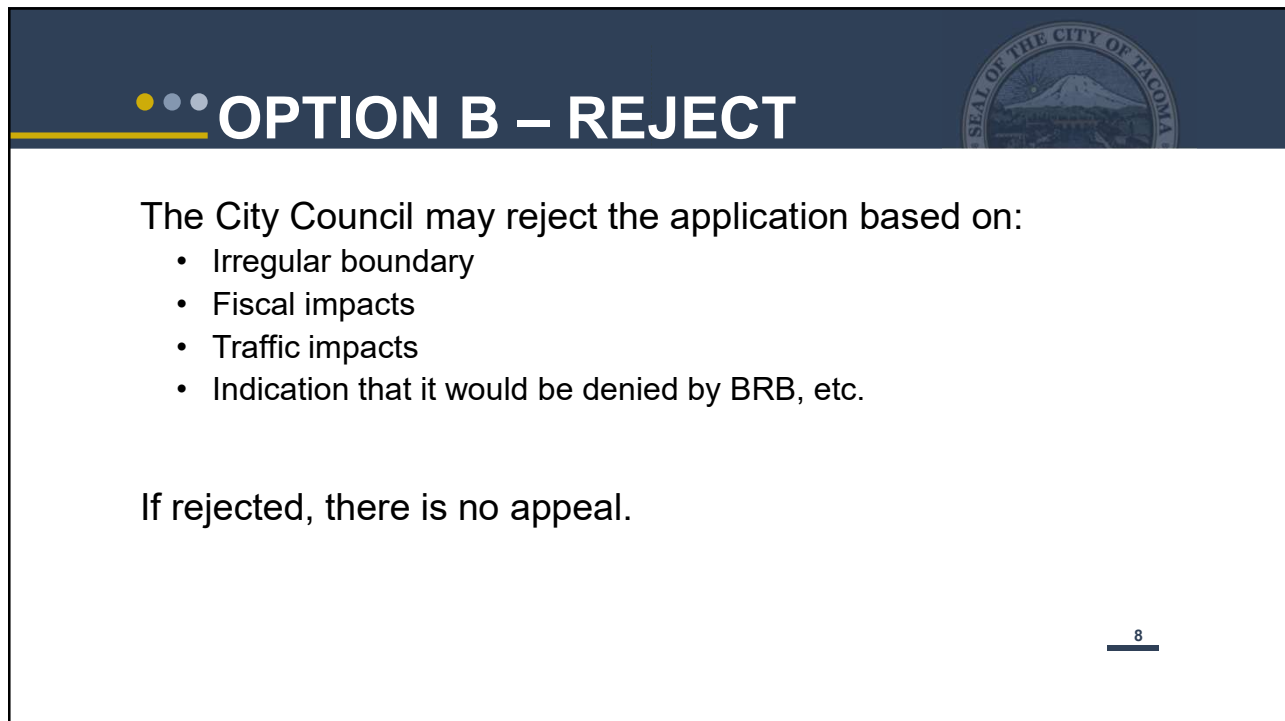 SEAL OF THE CITY OF TACOMA
OPTION B – REJECT
The City Council may reject the application based on:
• Irregular boundary
• Fiscal impacts
• Traffic impacts
• Indication that it would be denied by BRB, etc.
If rejected, there is no appeal.
8